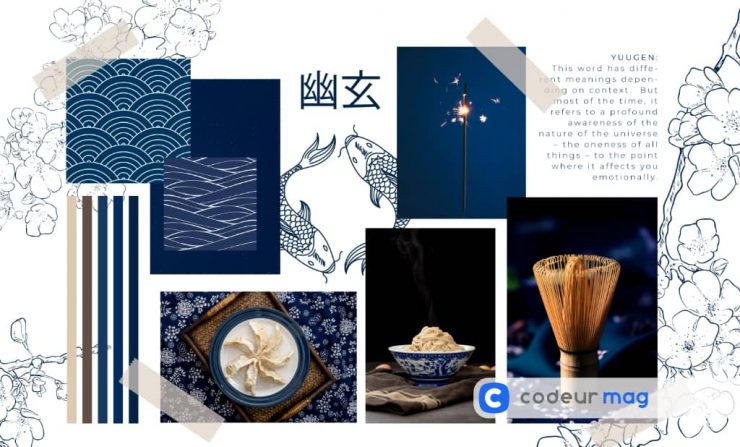 幽玄
YUUGEN:
This word has diffe-
rent meanings depen-
ding on context. But
most of the time, it
refers to a profound
awareness of the
nature of the universe
– the oneness of all
things – to the point
where it affects you
emotionally.
codeur mag